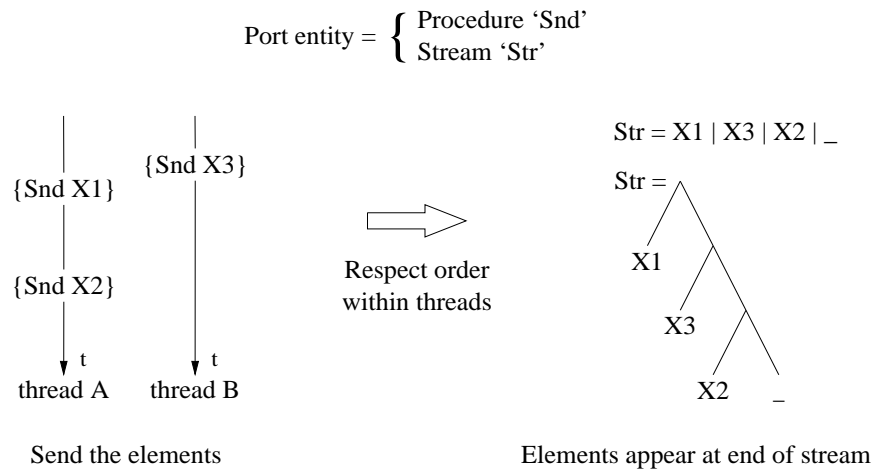 Port entity = { Procedure ‘Snd’
Stream ‘Str’
{Snd X1}
{Snd X2}
t
thread A
{Snd X3}
t
thread B
Send the elements
Respect order
within threads
Str = X1 | X3 | X2 | _
Str =
X1
X3
X2 _
Elements appear at end of stream